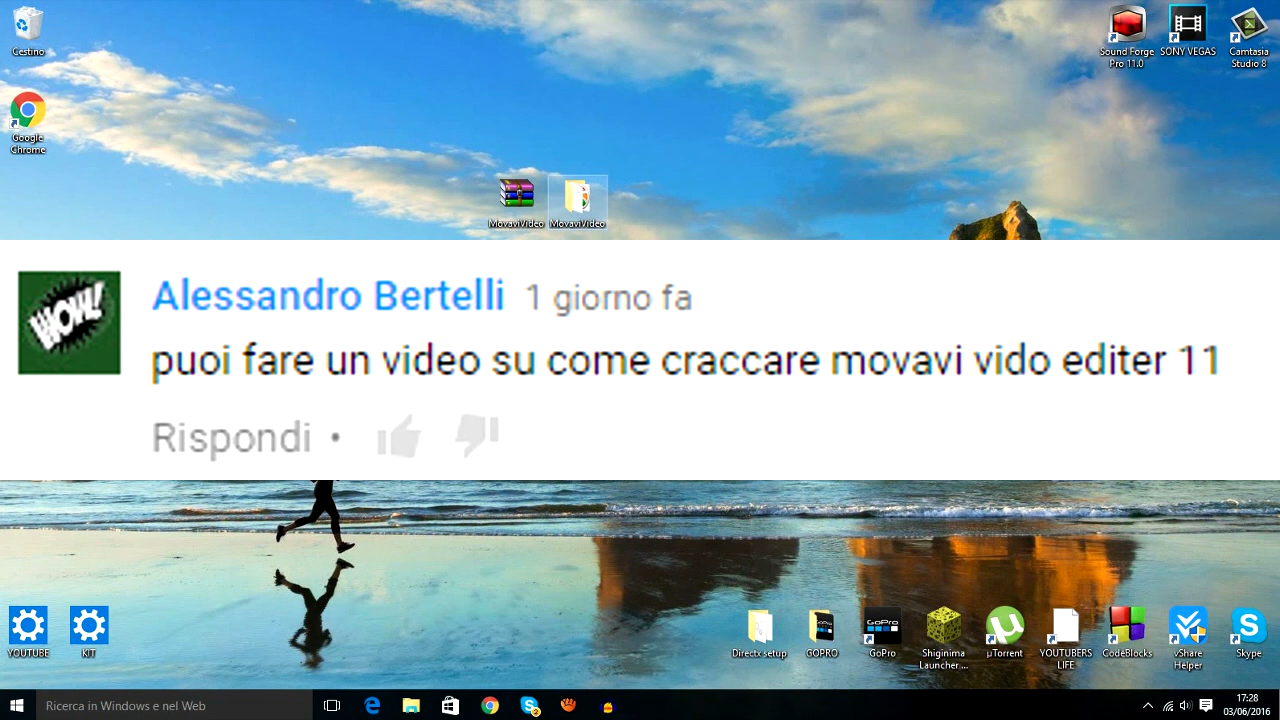 Cestino
Google
Chrome
Sound Forge
Pro 11.0
SONY VEGAS
Camtasia
Studio 8
MovaviVideo
MovaviVideo
WOW!
Alessandro Bertelli 1 giorno fa
puoi fare un video su come craccare movavi vido editer 11
Rispondi •
YOUTUBE
KIT
Directx setup
GOPRO
GoPro
GoPro
Shiginima
Launcher ...
µTorrent
YOUTUBERS
LIFE
CodeBlocks
vShare
Helper
Skype
Ricerca in Windows e nel Web
2
17:28
03/06/2016